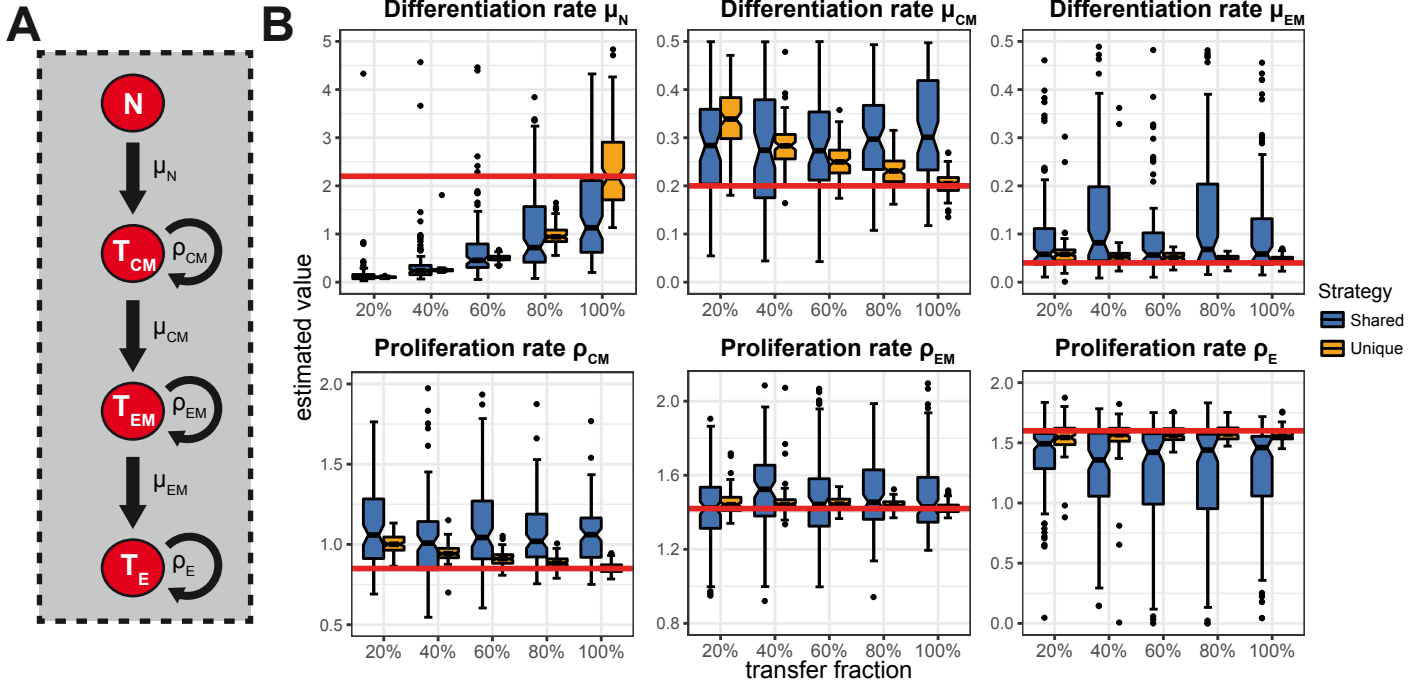 A
N
μN
TCM
ρCM
μCM
TEM
ρEM
μEM
TE
ρE
B
Differentiation rate μN
Differentiation rate μCM
Differentiation rate μEM
5
4
3
2
1
0
20% 40% 60% 80% 100%
0.5
0.4
0.3
0.2
0.1
0.0
20% 40% 60% 80% 100%
0.5
0.4
0.3
0.2
0.1
0.0
20% 40% 60% 80% 100%
estimated value
Strategy
Shared
Unique
Proliferation rate ρCM
Proliferation rate ρEM
Proliferation rate ρE
2.0
1.5
1.0
0.5
20% 40% 60% 80% 100%
2.0
1.6
1.2
0.8
20% 40% 60% 80% 100%
2.0
1.5
1.0
0.5
0.0
20% 40% 60% 80% 100%
transfer fraction